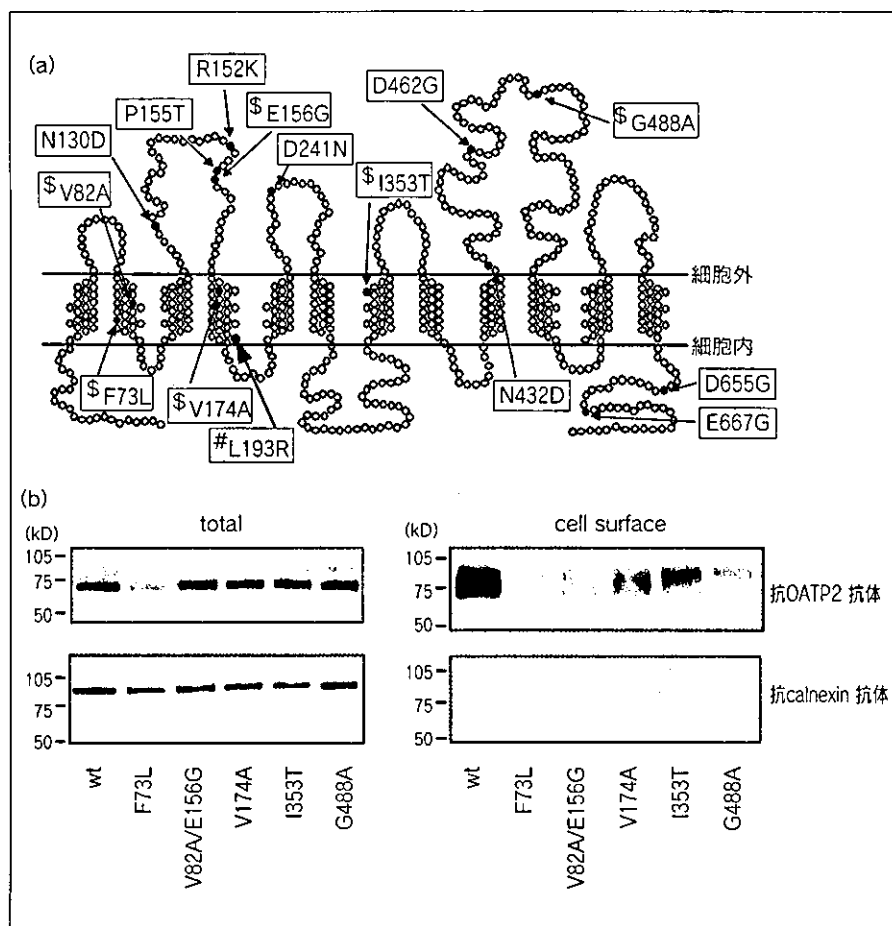 (a)
R152K
P155T
$E156G
D462G
$G488A
N130D
D241N
$V82A
$I353T
細胞外
細胞内
$F73L
$V174A
#L193R
N432D
D655G
E667G
(b)
(kD) total
105
75
50
105
75
50
wt F73L V82A/E156G V174A I353T G488A
(kD) cell surface
105
75
50
抗OATP2 抗体
105
75
50
抗calnexin 抗体
wt F73L V82A/E156G V174A I353T G488A